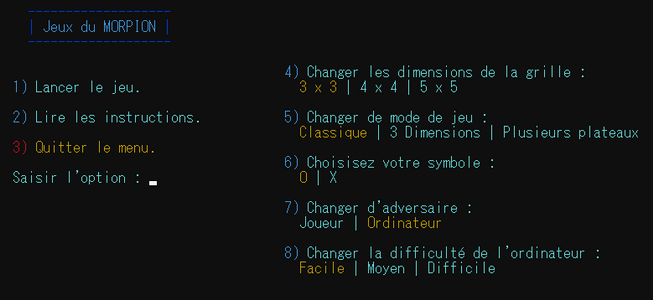 | Jeux du MORPION |
1) Lancer le jeu.
2) Lire les instructions.
3) Quitter le menu.
Saisir l'option :
4) Changer les dimensions de la grille :
3 x 3 | 4 x 4 | 5 x 5
5) Changer de mode de jeu :
Classique | 3 Dimensions | Plusieurs plateaux
6) Choisisez votre symbole :
O | X
7) Changer d'adversaire :
Joueur | Ordinateur
8) Changer la difficulté de l'ordinateur :
Facile | Moyen | Difficile